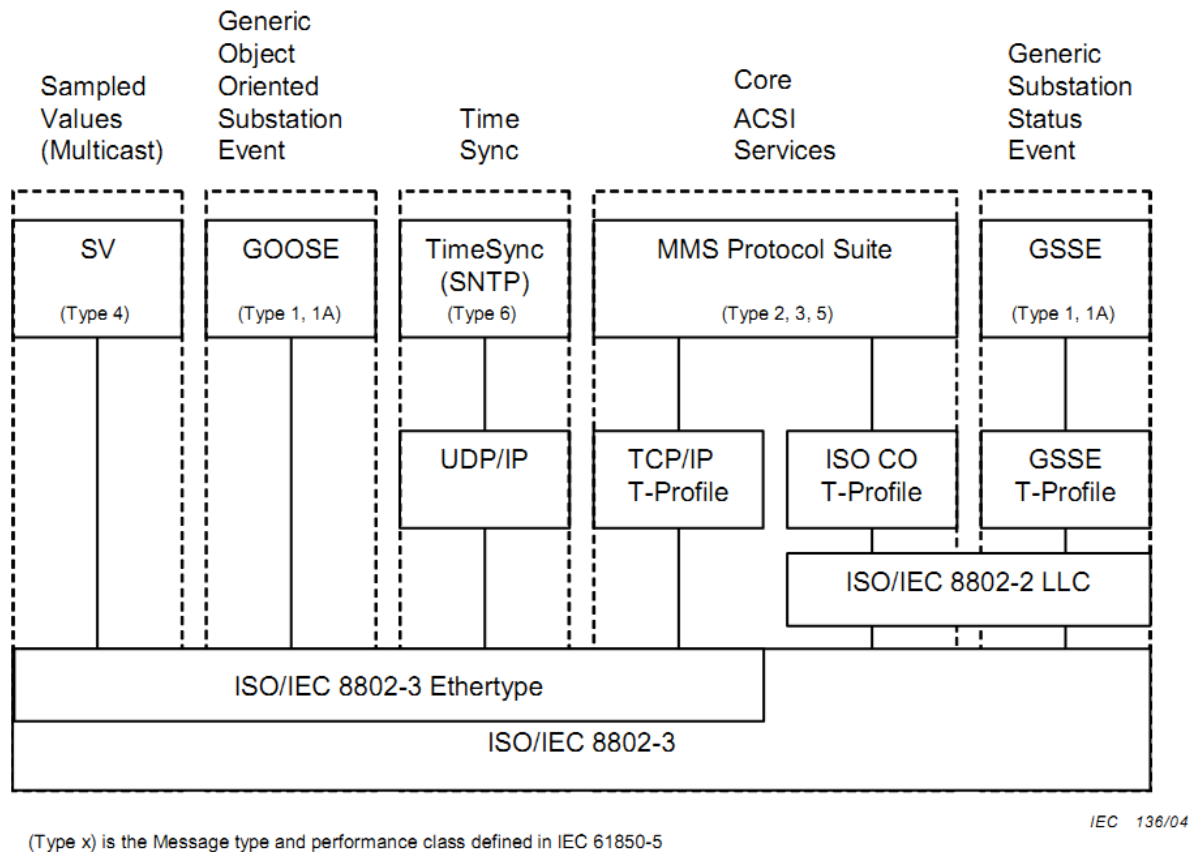 Sampled
Values
(Multicast)
Generic
Object
Oriented
Substation
Event
Time
Sync
Core
ACSI
Services
Generic
Substation
Status
Event
SV
(Type 4)
GOOSE
(Type 1, 1A)
TimeSync
(SNTP)
(Type 6)
MMS Protocol Suite
(Type 2, 3, 5)
GSSE
(Type 1, 1A)
UDP/IP
TCP/IP
T-Profile
ISO CO
T-Profile
GSSE
T-Profile
ISO/IEC 8802-2 LLC
ISO/IEC 8802-3 Ethertype
ISO/IEC 8802-3
IEC 136/04
(Type x) is the Message type and performance class defined in IEC 61850-5